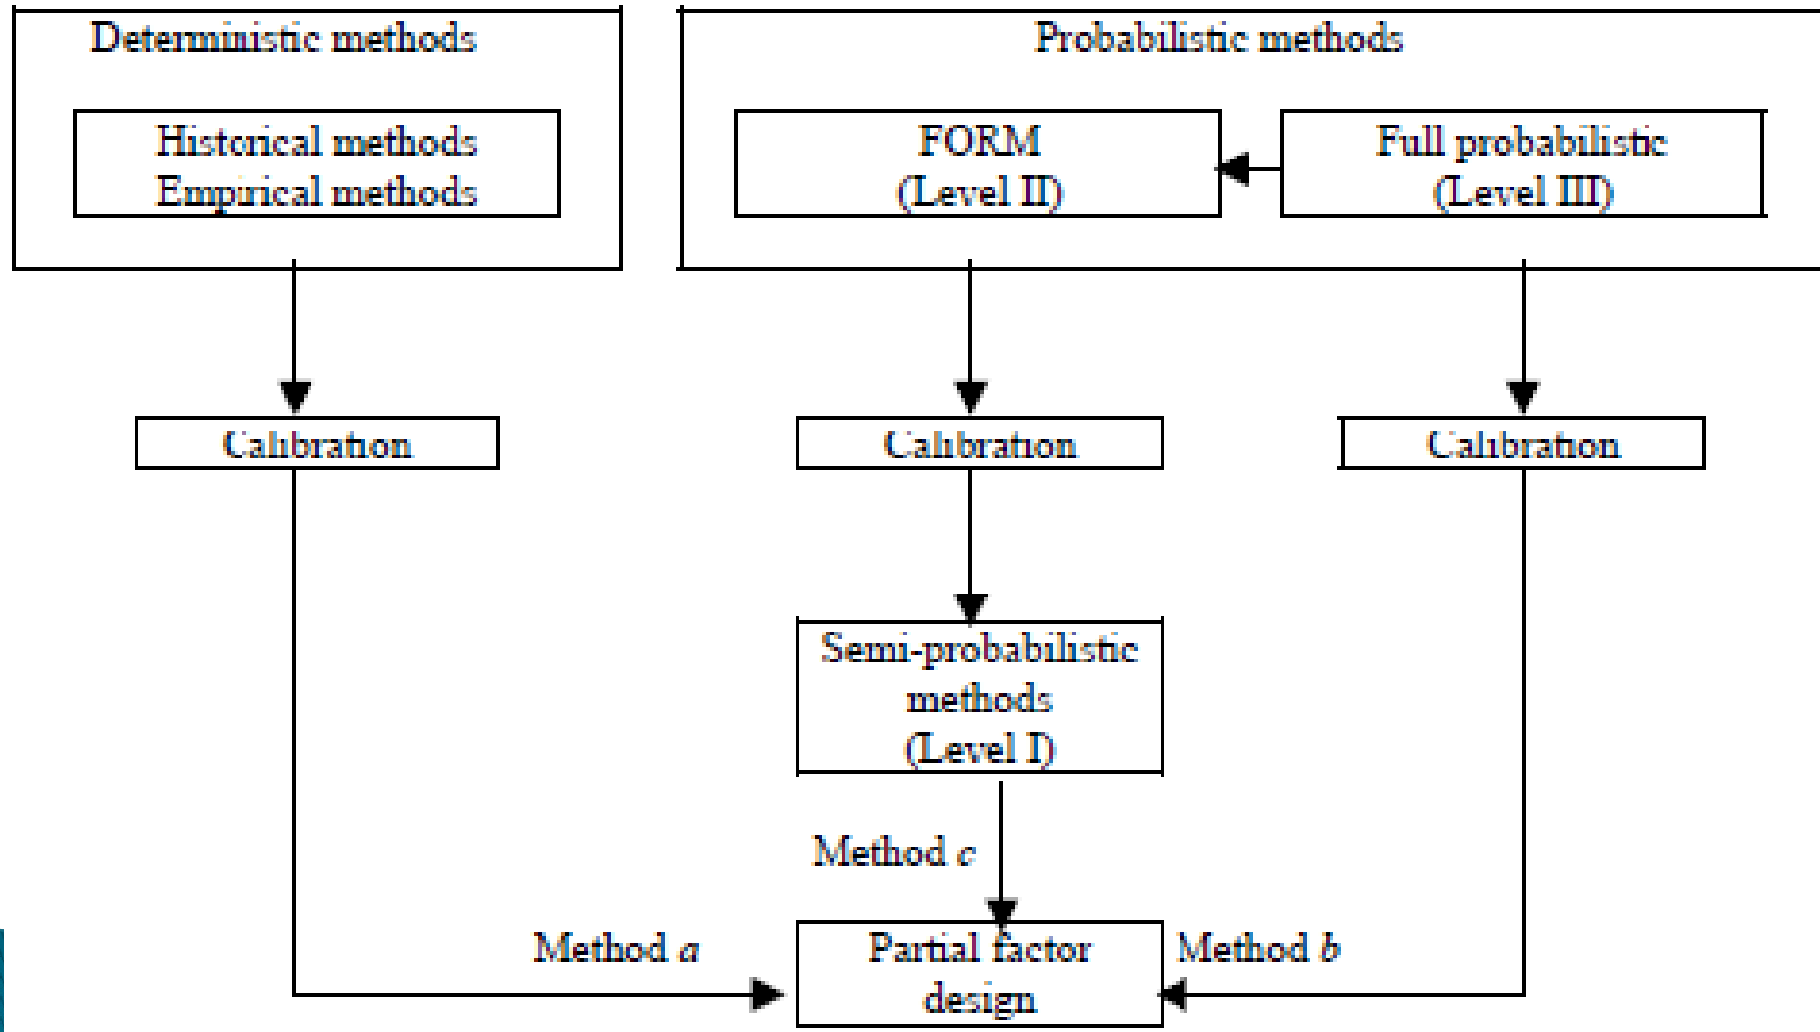 Deterministic methods
Probabilistic methods
Historical methods
Empirical methods
FORM
(Level II)
Full probabilistic
(Level III)
Calibration
Calibration
Calibration
Semi-probabilistic
methods
(Level I)
Method c
Method a
Partial factor
design
Method b